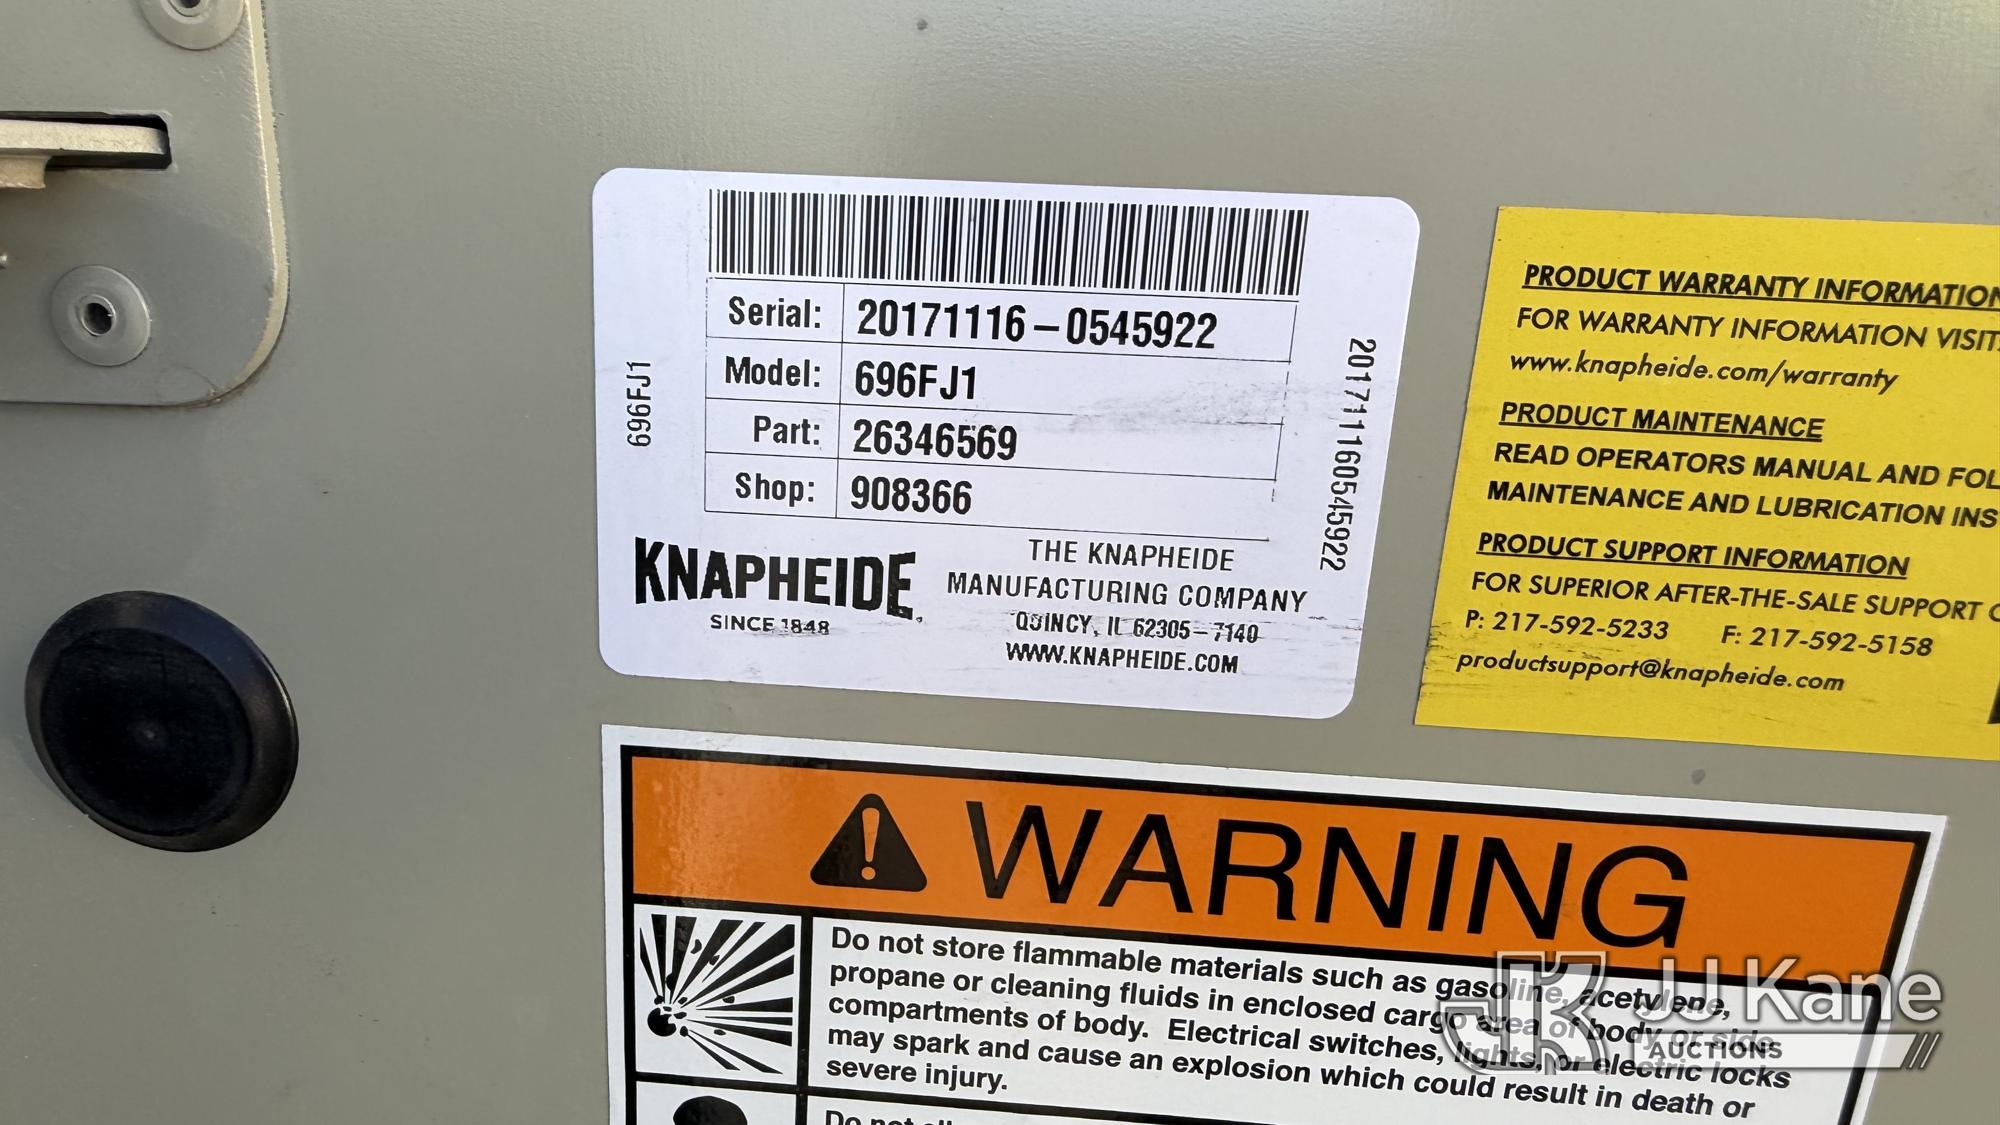 Serial: 20171116-0545922
Model: 696FJ1
Part: 26346569
Shop: 908366
696FJ1
201711160545922
KNAPHEIDE
SINCE 1848
THE KNAPHEIDE
MANUFACTURING COMPANY
QUINCY, IL 62305-7140
WWW.KNAPHEIDE.COM
PRODUCT WARRANTY INFORMATION
FOR WARRANTY INFORMATION VISIT
www.knapheide.com/warranty
PRODUCT MAINTENANCE
READ OPERATORS MANUAL AND FOL
MAINTENANCE AND LUBRICATION INS
PRODUCT SUPPORT INFORMATION
FOR SUPERIOR AFTER-THE-SALE SUPPORT
P: 217-592-5233 F: 217-592-5158
productsupport@knapheide.com
WARNING
Do not store flammable materials such as gasoline, acetylene,
propane or cleaning fluids in enclosed cargo area of body or side
compartments of body. Electrical switches, lights, or electric locks
may spark and cause an explosion which could result in death or
severe injury.
Do not
JJ Kane
AUCTIONS